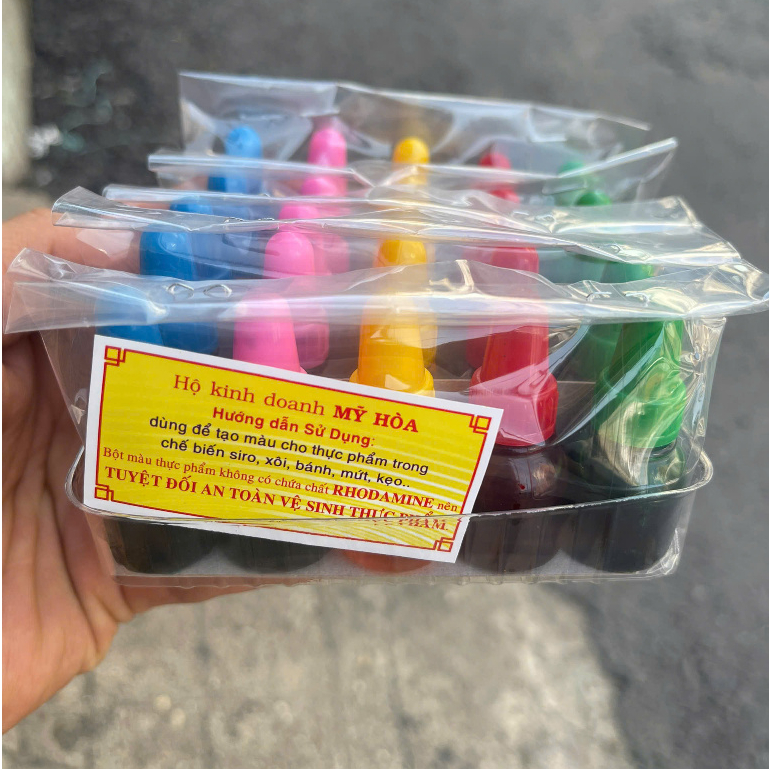 Hộ kinh doanh MỸ HÒA
Hướng dẫn Sử Dụng:
dùng để tạo màu cho thực phẩm trong
chế biến siro, xôi, bánh, mứt, kẹo..
Bột màu thực phẩm không có chứa chất RHODAMINE nên
TUYỆT ĐỐI AN TOÀN VỆ SINH THỰC PHẨM